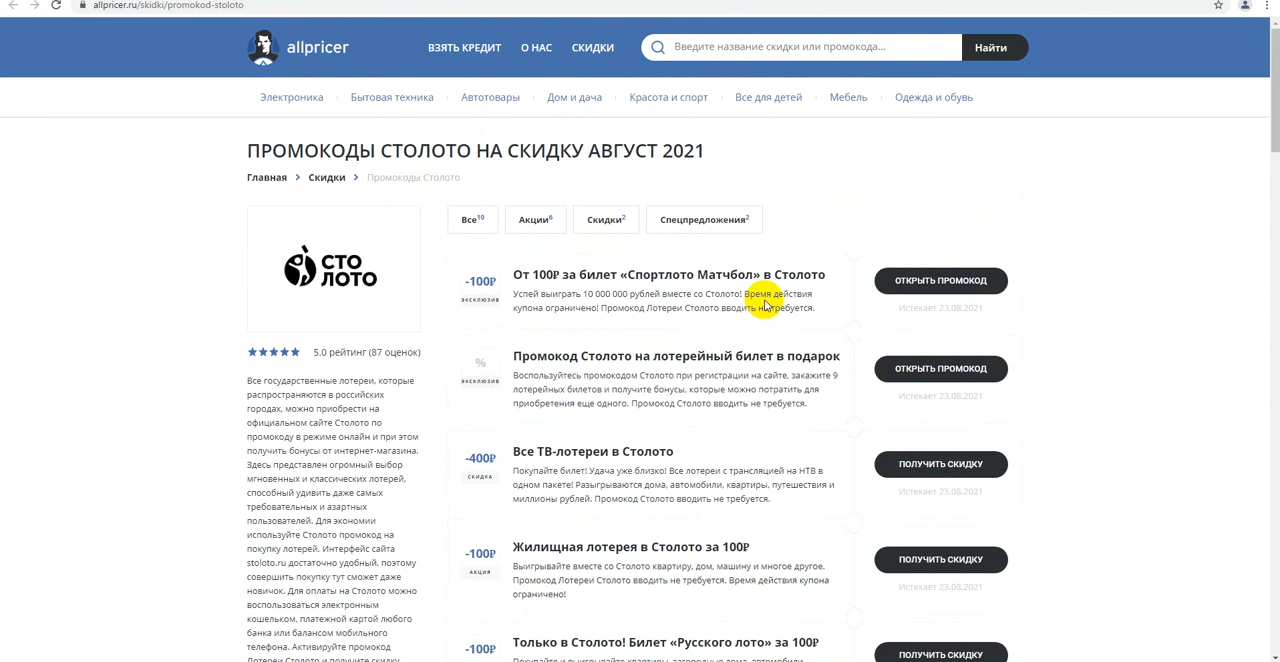 allpricer.ru/skidki/promokod-stoloto
allpricer
ВЗЯТЬ КРЕДИТ
О НАС
СКИДКИ
Введите название скидки или промокода...
Найти
Электроника
Бытовая техника
Автотовары
Дом и дача
Красота и спорт
Все для детей
Мебель
Одежда и обувь
ПРОМОКОДЫ СТОЛОТО НА СКИДКУ АВГУСТ 2021
Главная > Скидки > Промокоды Столото
СТО
ЛОТО
5.0 рейтинг (87 оценок)
Все государственные лотереи, которые
распространяются в российских
городах, можно приобрести на
официальном сайте Столото по
промокоду в режиме онлайн и при этом
получить бонусы от интернет-магазина.
Здесь представлен огромный выбор
мгновенных и классических лотерей,
способный удивить даже самых
требовательных и азартных
пользователей. Для экономии
используйте Столото промокод на
покупку лотерей. Интерфейс сайта
stoloto.ru достаточно удобный, поэтому
совершить покупку тут сможет даже
новичок. Для оплаты на Столото можно
воспользоваться электронным
кошельком, платежной картой любого
банка или балансом мобильного
телефона. Активируйте промокод
Лотереи Столото и получите скидку
Все10
Акции6
Скидки2
Спецпредложения2
-100₽
ЭКСКЛЮЗИВ
От 100₽ за билет «Спортлото Матчбол» в Столото
Успей выиграть 10 000 000 рублей вместе со Столото! Время действия
купона ограничено! Промокод Лотереи Столото вводить не требуется.
ОТКРЫТЬ ПРОМОКОД
Истекает 23.08.2021
%
ЭКСКЛЮЗИВ
Промокод Столото на лотерейный билет в подарок
Воспользуйтесь промокодом Столото при регистрации на сайте, закажите 9
лотерейных билетов и получите бонусы, которые можно потратить для
приобретения еще одного. Промокод Столото вводить не требуется.
ОТКРЫТЬ ПРОМОКОД
Истекает 23.08.2021
-400₽
СКИДКА
Все ТВ-лотереи в Столото
Покупайте билет! Удача уже близко! Все лотереи с трансляцией на НТВ в
одном пакете! Разыгрываются дома, автомобили, квартиры, путешествия и
миллионы рублей. Промокод Столото вводить не требуется.
ПОЛУЧИТЬ СКИДКУ
Истекает 23.08.2021
-100₽
АКЦИЯ
Жилищная лотерея в Столото за 100₽
Выигрывайте вместе со Столото квартиру, дом, машину и многое другое.
Промокод Лотереи Столото вводить не требуется. Время действия купона
ограничено!
ПОЛУЧИТЬ СКИДКУ
Истекает 23.08.2021
-100₽
Только в Столото! Билет «Русского лото» за 100₽
ПОЛУЧИТЬ СКИДКУ